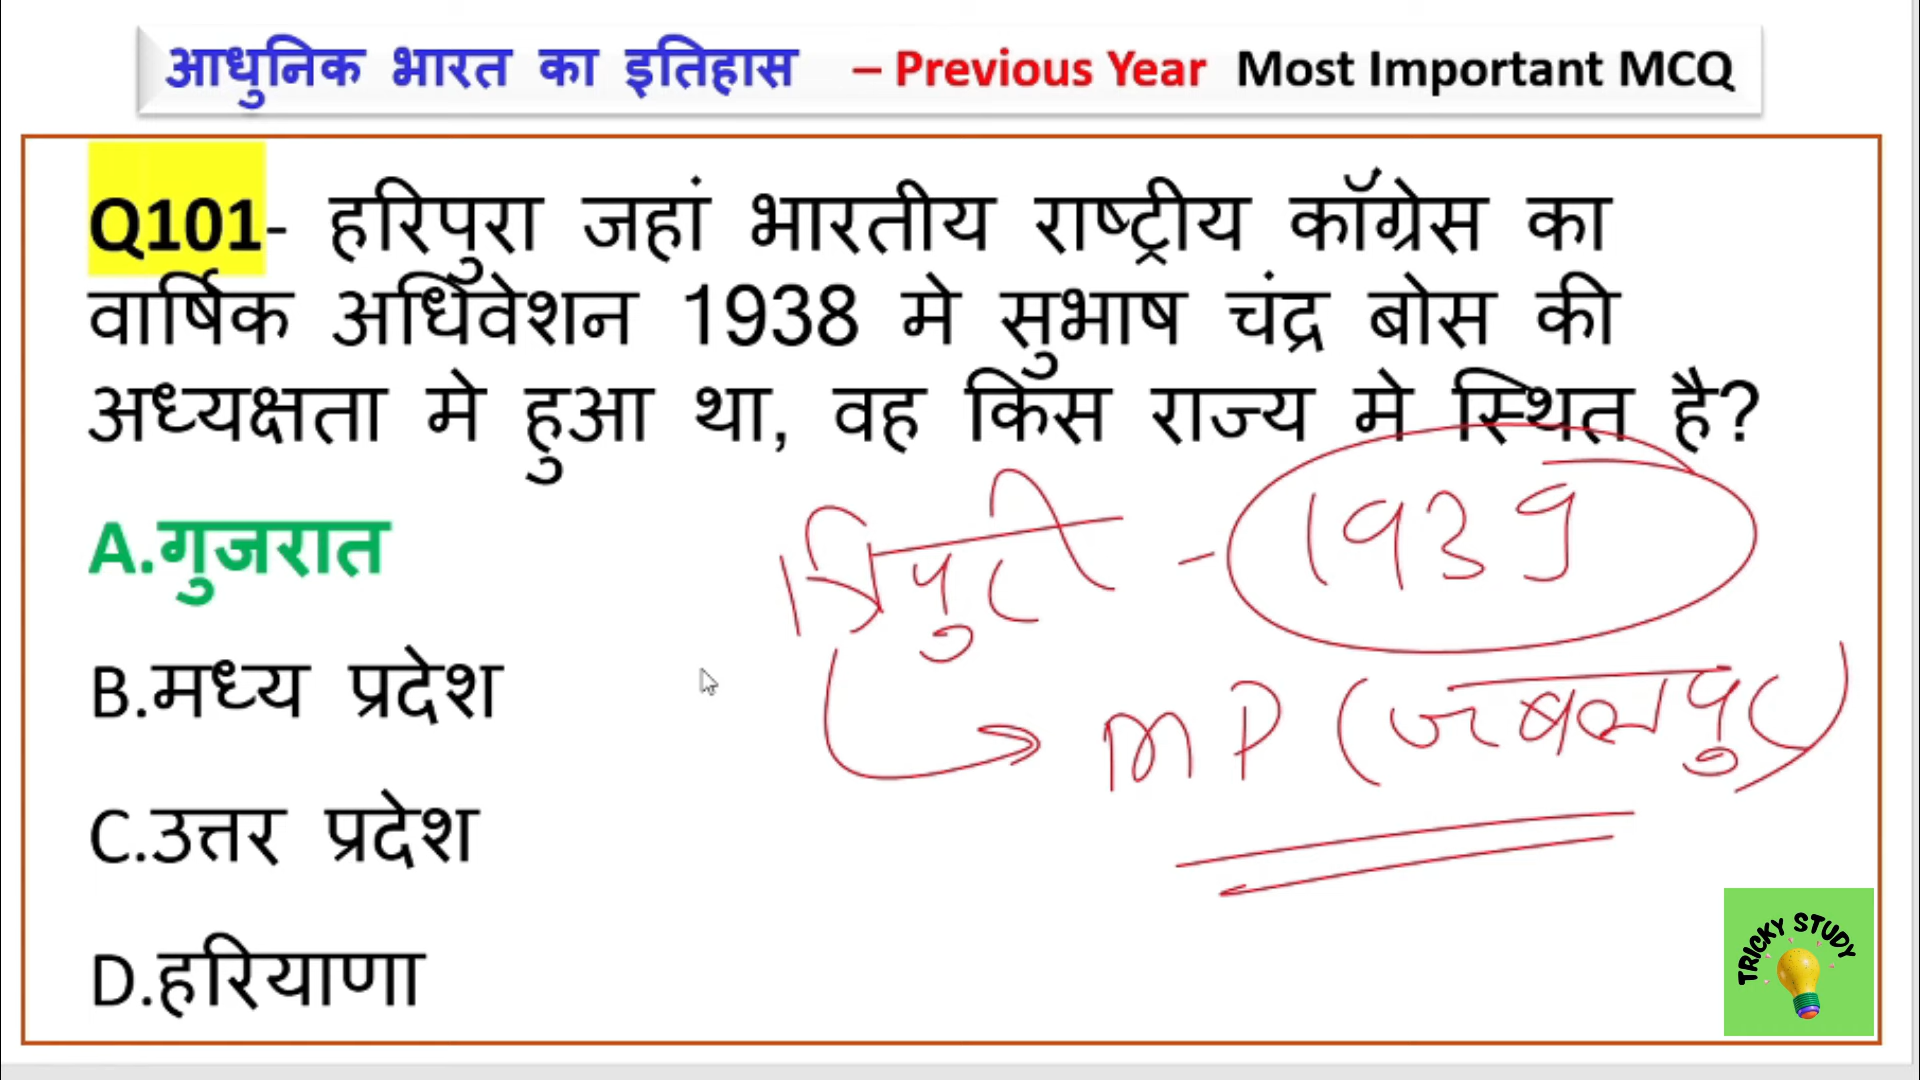 आधुनिक भारत का इतिहास – Previous Year Most Important MCQ
Q101- हरिपुरा जहां भारतीय राष्ट्रीय कॉग्रेस का
वार्षिक अधिवेशन 1938 मे सुभाष चंद्र बोस की
अध्यक्षता मे हुआ था, वह किस राज्य मे स्थित है?
A.गुजरात
त्रिपुरी - 1939
B.मध्य प्रदेश
MP (जबलपुर)
C.उत्तर प्रदेश
D.हरियाणा
TRICKY STUDY